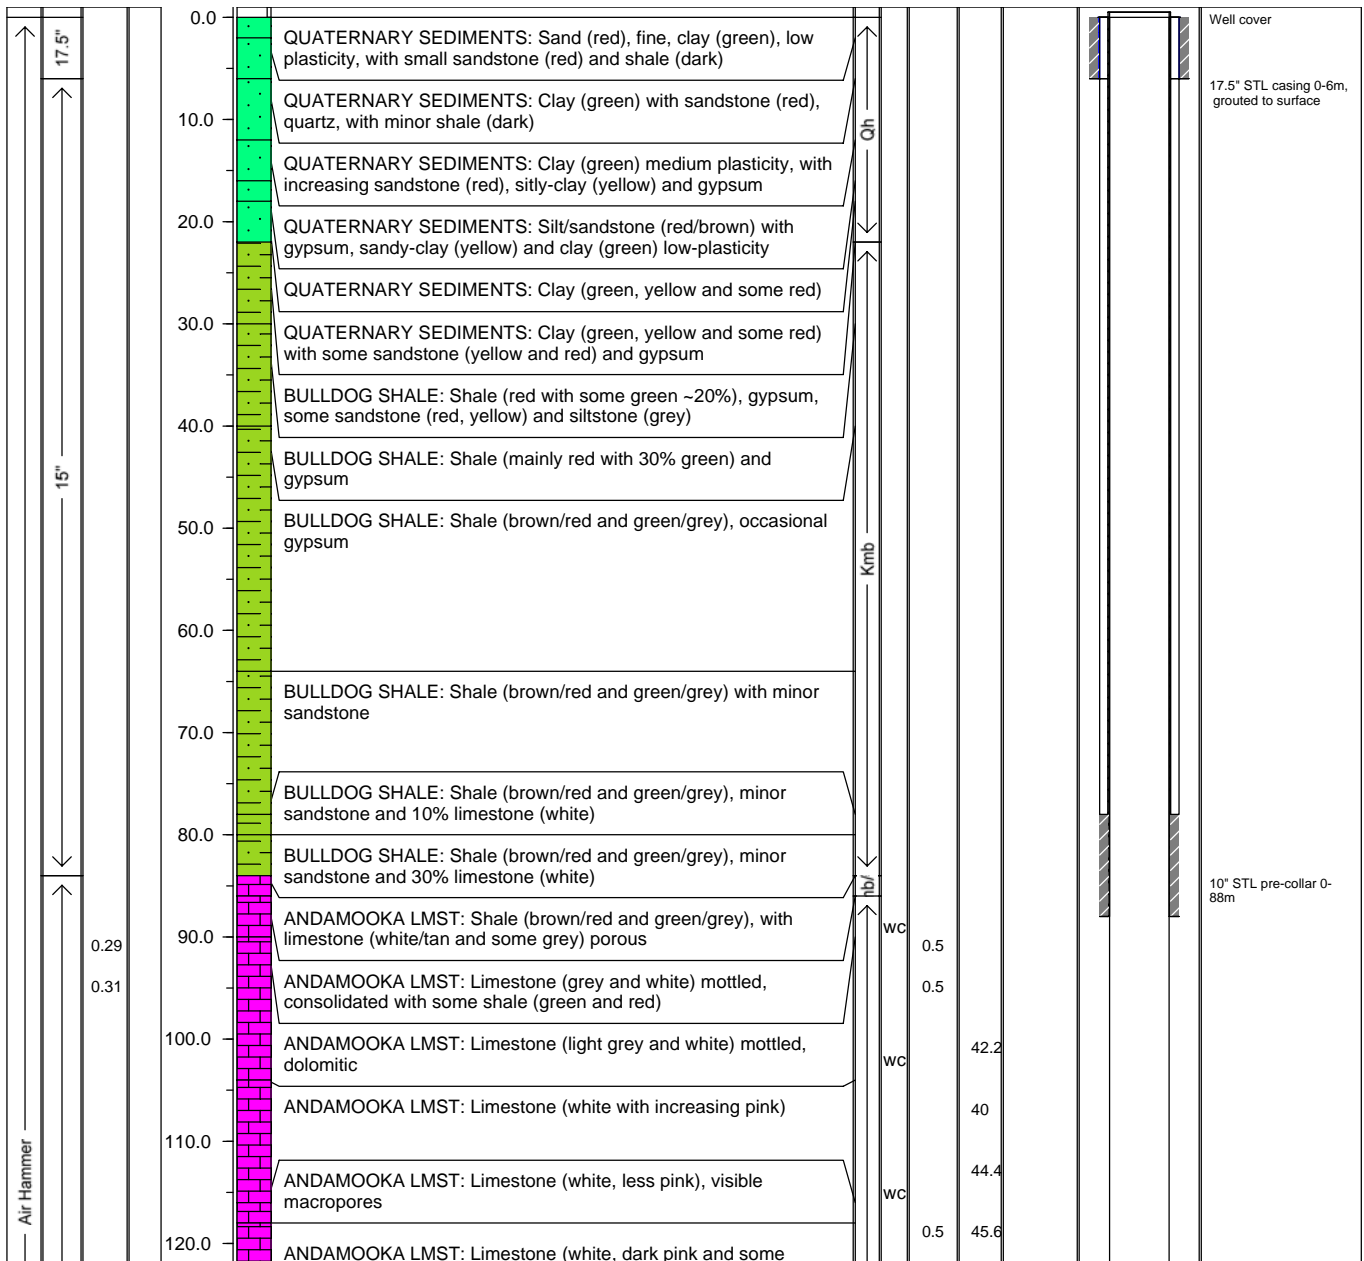 0.0
10.0
20.0
30.0
40.0
50.0
60.0
70.0
80.0
90.0
100.0
110.0
120.0
Air Hammer
17.5"
15"
0.29
0.31
QUATERNARY SEDIMENTS: Sand (red), fine, clay (green), low
plasticity, with small sandstone (red) and shale (dark)
QUATERNARY SEDIMENTS: Clay (green) with sandstone (red),
quartz, with minor shale (dark)
QUATERNARY SEDIMENTS: Clay (green) medium plasticity, with
increasing sandstone (red), sitly-clay (yellow) and gypsum
QUATERNARY SEDIMENTS: Silt/sandstone (red/brown) with
gypsum, sandy-clay (yellow) and clay (green) low-plasticity
QUATERNARY SEDIMENTS: Clay (green, yellow and some red)
QUATERNARY SEDIMENTS: Clay (green, yellow and some red)
with some sandstone (yellow and red) and gypsum
BULLDOG SHALE: Shale (red with some green ~20%), gypsum,
some sandstone (red, yellow) and siltstone (grey)
BULLDOG SHALE: Shale (mainly red with 30% green) and
gypsum
BULLDOG SHALE: Shale (brown/red and green/grey), occasional
gypsum
BULLDOG SHALE: Shale (brown/red and green/grey) with minor
sandstone
BULLDOG SHALE: Shale (brown/red and green/grey), minor
sandstone and 10% limestone (white)
BULLDOG SHALE: Shale (brown/red and green/grey), minor
sandstone and 30% limestone (white)
ANDAMOOKA LMST: Shale (brown/red and green/grey), with
limestone (white/tan and some grey) porous
ANDAMOOKA LMST: Limestone (grey and white) mottled,
consolidated with some shale (green and red)
ANDAMOOKA LMST: Limestone (light grey and white) mottled,
dolomitic
ANDAMOOKA LMST: Limestone (white with increasing pink)
ANDAMOOKA LMST: Limestone (white, less pink), visible
macropores
ANDAMOOKA LMST: Limestone (white, dark pink and some
Qh
Kmb
wc
wc
wc
0.5
0.5
0.5
42.2
40
44.4
45.6
Well cover
17.5" STL casing 0-6m,
grouted to surface
10" STL pre-collar 0-
88m